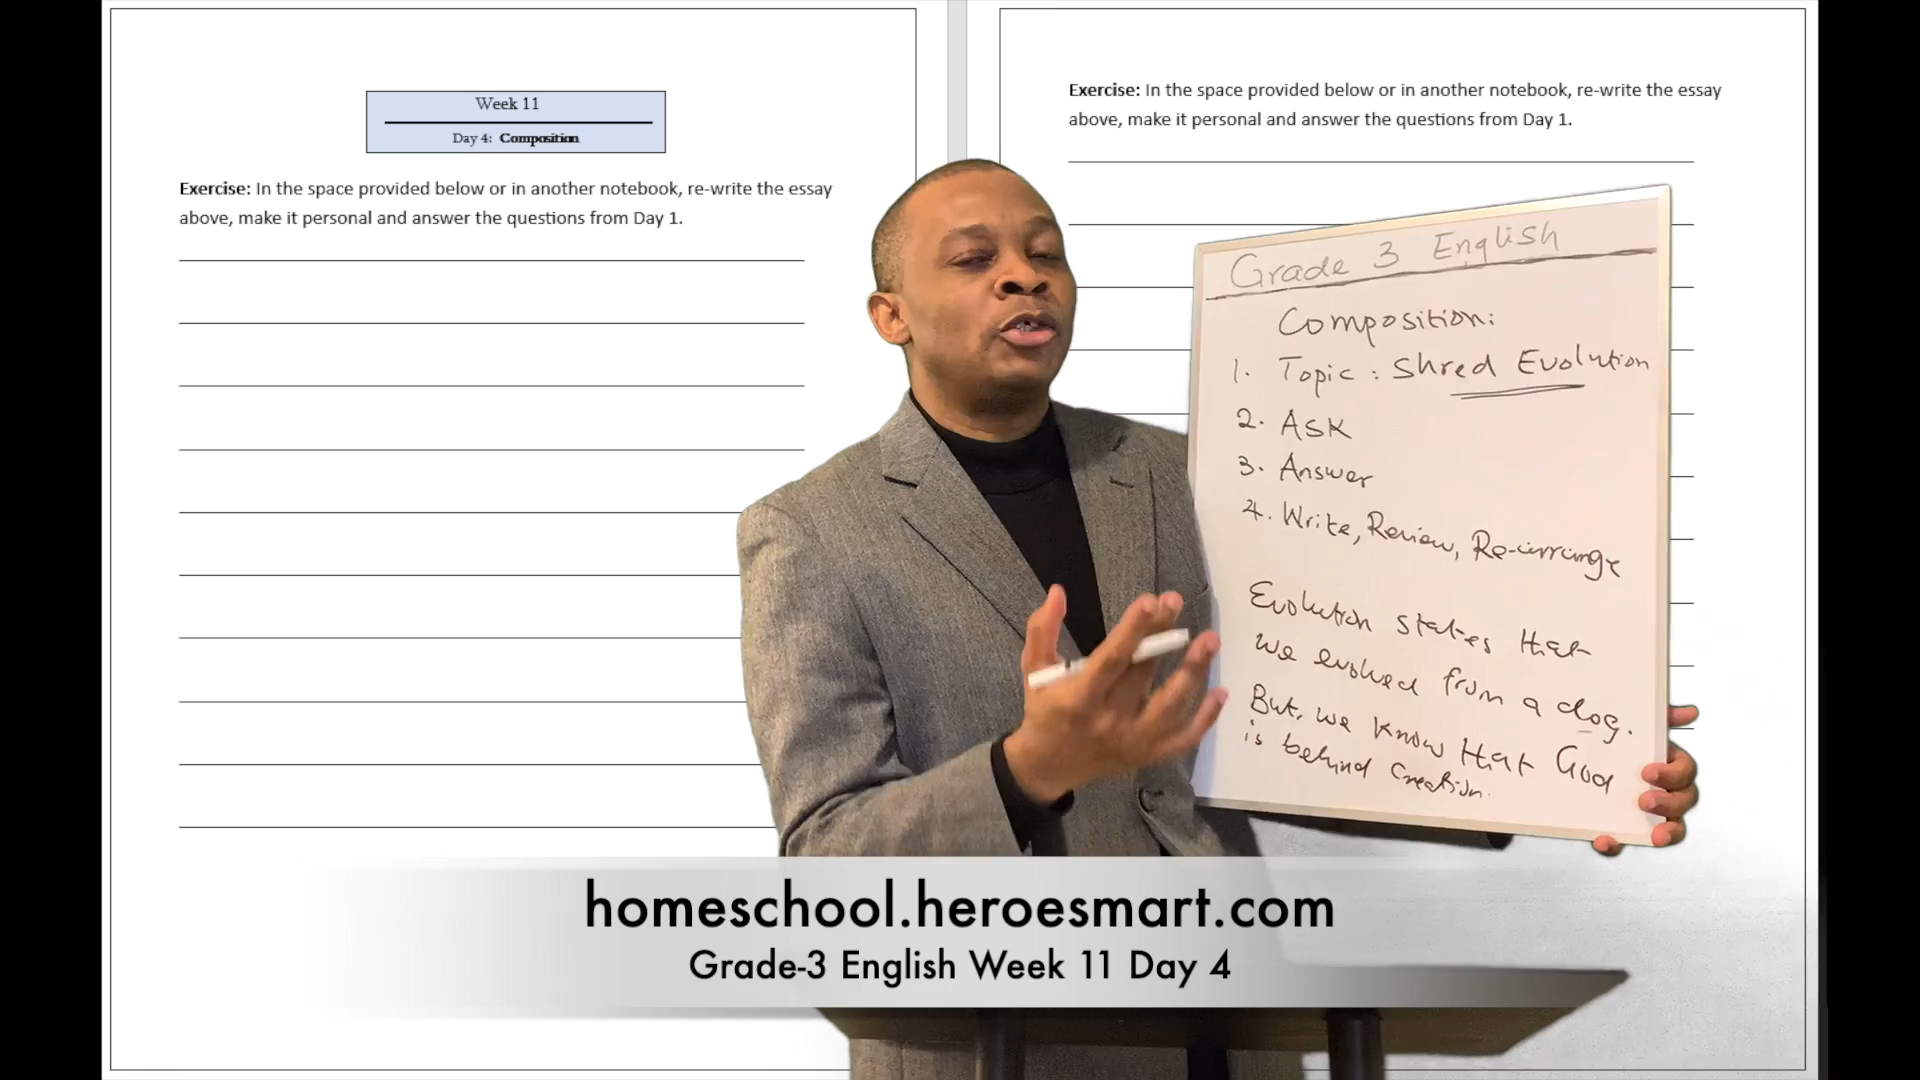 Week 11
Day 4: Composition
Exercise: In the space provided below or in another notebook, re-write the essay
above, make it personal and answer the questions from Day 1.
Exercise: In the space provided below or in another notebook, re-write the essay
above, make it personal and answer the questions from Day 1.
Grade 3 English
Composition:
1. Topic: Shred Evolution
2. Ask
3. Answer
4. Write, Review, Re-arrange
Evolution states that
we evolved from a dog.
But, we know that God
is behind Creation.
homeschool.heroesmart.com
Grade-3 English Week 11 Day 4